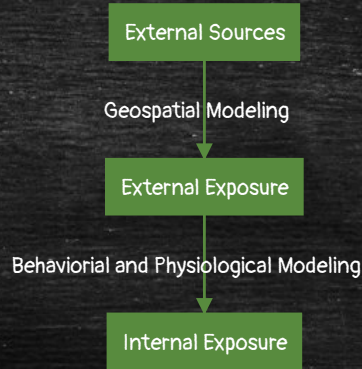 External Sources
Geospatial Modeling
External Exposure
Behaviorial and Physiological Modeling
Internal Exposure